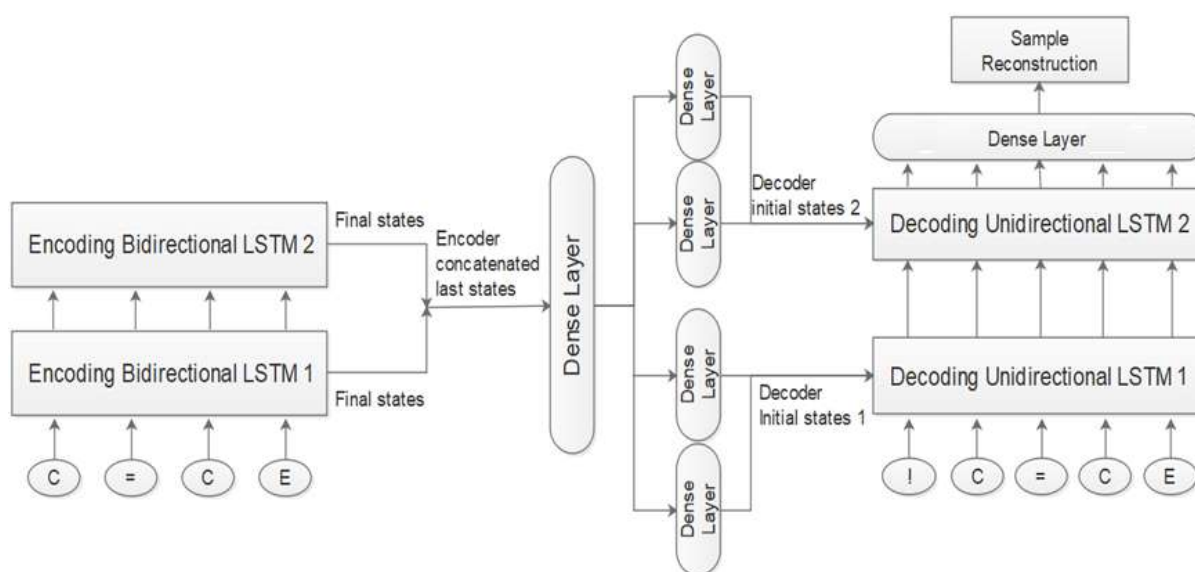 Encoding Bidirectional LSTM 2
Encoding Bidirectional LSTM 1
C
=
C
E
Final states
Final states
Encoder
concatenated
last states
Dense Layer
Dense
Layer
Dense
Layer
Dense
Layer
Dense
Layer
Decoder
initial states 2
Decoder
Initial states 1
Sample
Reconstruction
Dense Layer
Decoding Unidirectional LSTM 2
Decoding Unidirectional LSTM 1
!
C
=
C
E